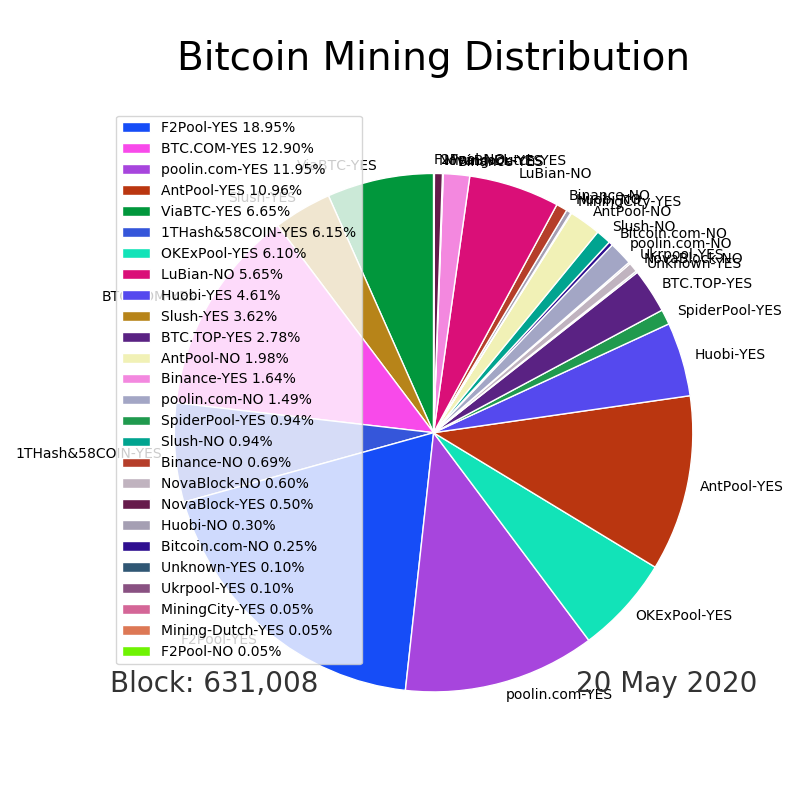 Bitcoin Mining Distribution
F2Pool-YES 18.95%
BTC.COM-YES 12.90%
poolin.com-YES 11.95%
AntPool-YES 10.96%
ViaBTC-YES 6.65%
1THash&58COIN-YES 6.15%
OKExPool-YES 6.10%
LuBian-NO 5.65%
Huobi-YES 4.61%
Slush-YES 3.62%
BTC.TOP-YES 2.78%
AntPool-NO 1.98%
Binance-YES 1.64%
poolin.com-NO 1.49%
SpiderPool-YES 0.94%
Slush-NO 0.94%
Binance-NO 0.69%
NovaBlock-NO 0.60%
NovaBlock-YES 0.50%
Huobi-NO 0.30%
Bitcoin.com-NO 0.25%
Unknown-YES 0.10%
Ukrpool-YES 0.10%
MiningCity-YES 0.05%
Mining-Dutch-YES 0.05%
F2Pool-NO 0.05%
ViaBTC-YES
Slush-YES
1THash&58COIN-YES
F2Pool-YES
LuBian-NO
Binance-NO
MiningCity-YES
AntPool-NO
Slush-NO
Bitcoin.com-NO
poolin.com-NO
Ukrpool-YES
NovaBlock-NO
Unknown-YES
BTC.TOP-YES
SpiderPool-YES
Huobi-YES
AntPool-YES
OKExPool-YES
poolin.com-YES
Block: 631,008
20 May 2020